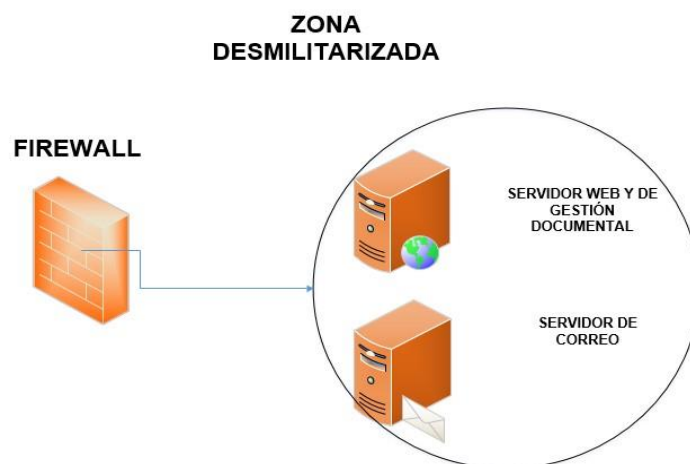 ZONA
DESMILITARIZADA
FIREWALL
SERVIDOR WEB Y DE
GESTIÓN
DOCUMENTAL
SERVIDOR DE
CORREO